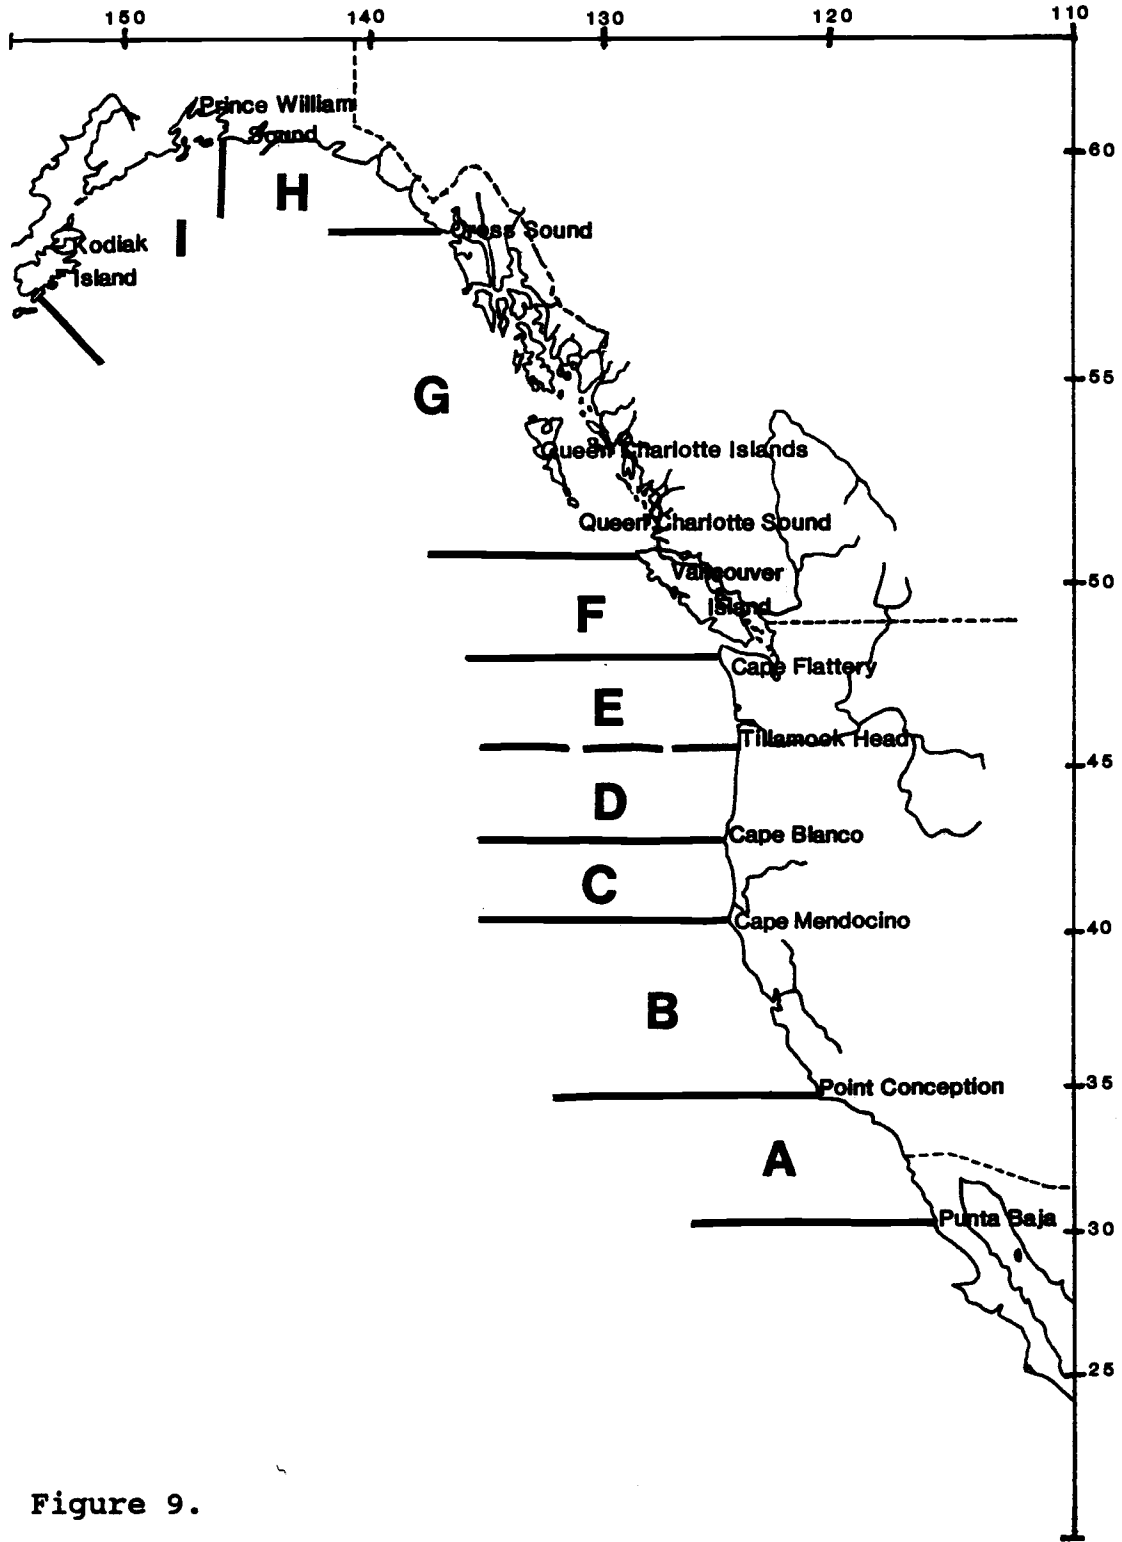 150 140 130 120 110
Prince William
Sound
60
H
Cross Sound
I
Kodiak
Island
55
G
Queen Charlotte Islands
Queen Charlotte Sound
Vancouver
50
Island
F
Cape Flattery
E
Tillamook Head
45
D
Cape Blanco
C
Cape Mendocino
40
B
35
Point Conception
A
Punta Baja
30
25
Figure 9.